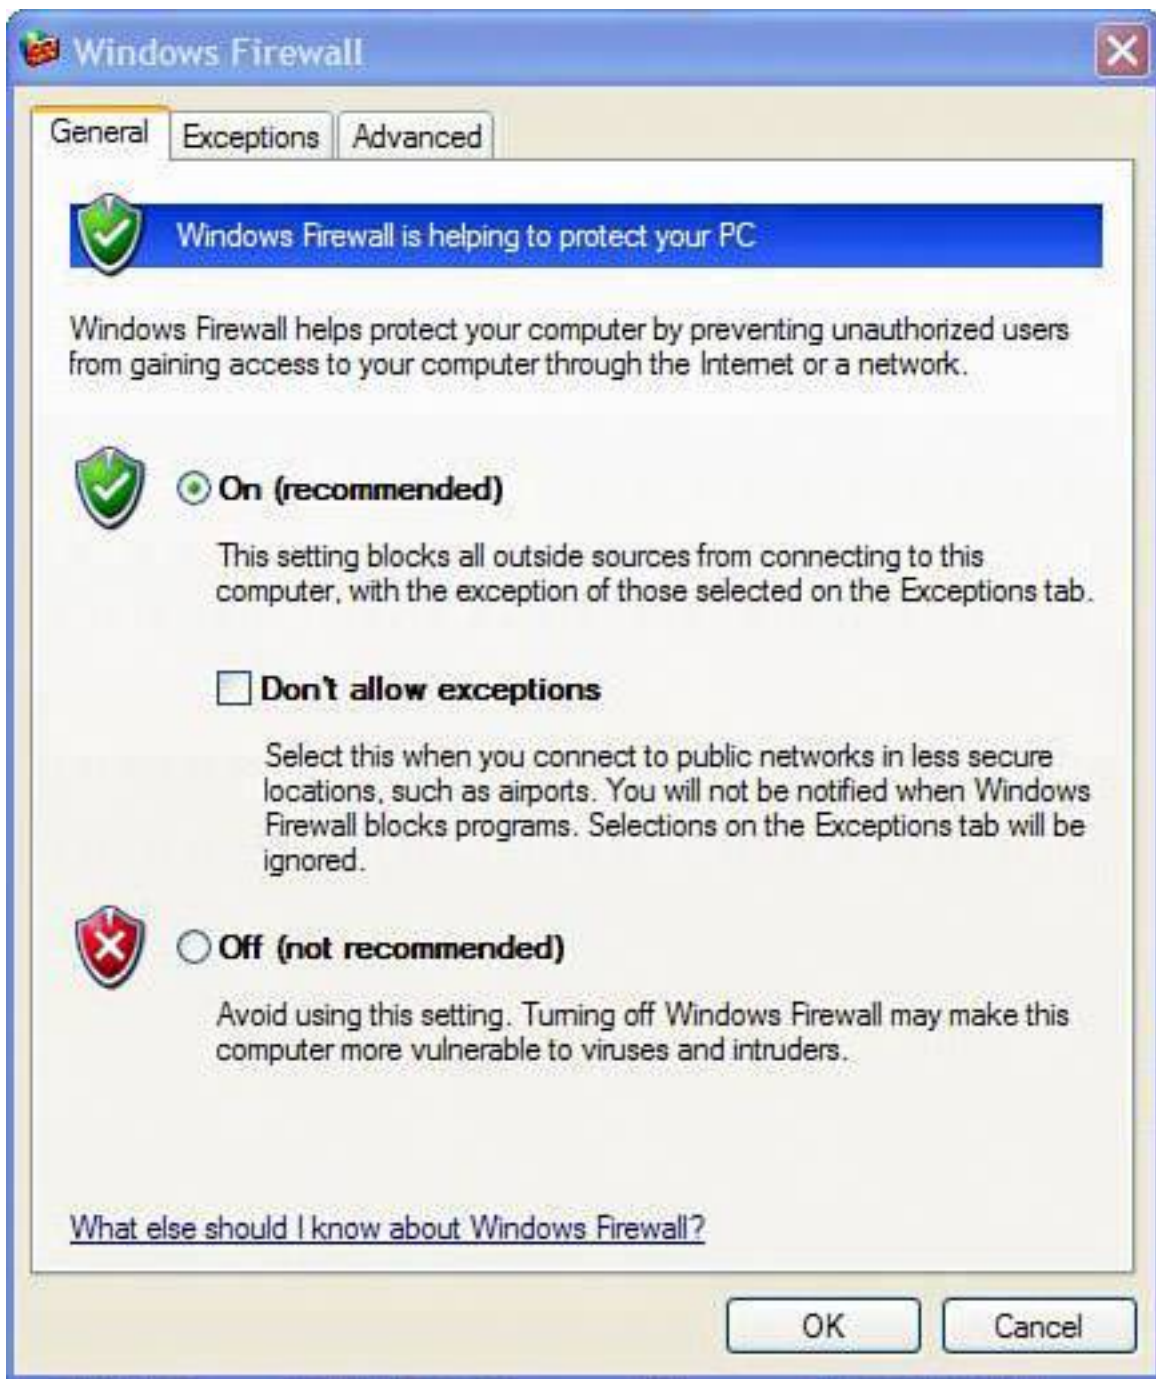 Windows Firewall
General
Exceptions
Advanced
Windows Firewall is helping to protect your PC
Windows Firewall helps protect your computer by preventing unauthorized users
from gaining access to your computer through the Internet or a network.
On (recommended)
This setting blocks all outside sources from connecting to this
computer, with the exception of those selected on the Exceptions tab.
Don't allow exceptions
Select this when you connect to public networks in less secure
locations, such as airports. You will not be notified when Windows
Firewall blocks programs. Selections on the Exceptions tab will be
ignored.
Off (not recommended)
Avoid using this setting. Turning off Windows Firewall may make this
computer more vulnerable to viruses and intruders.
What else should I know about Windows Firewall?
OK
Cancel